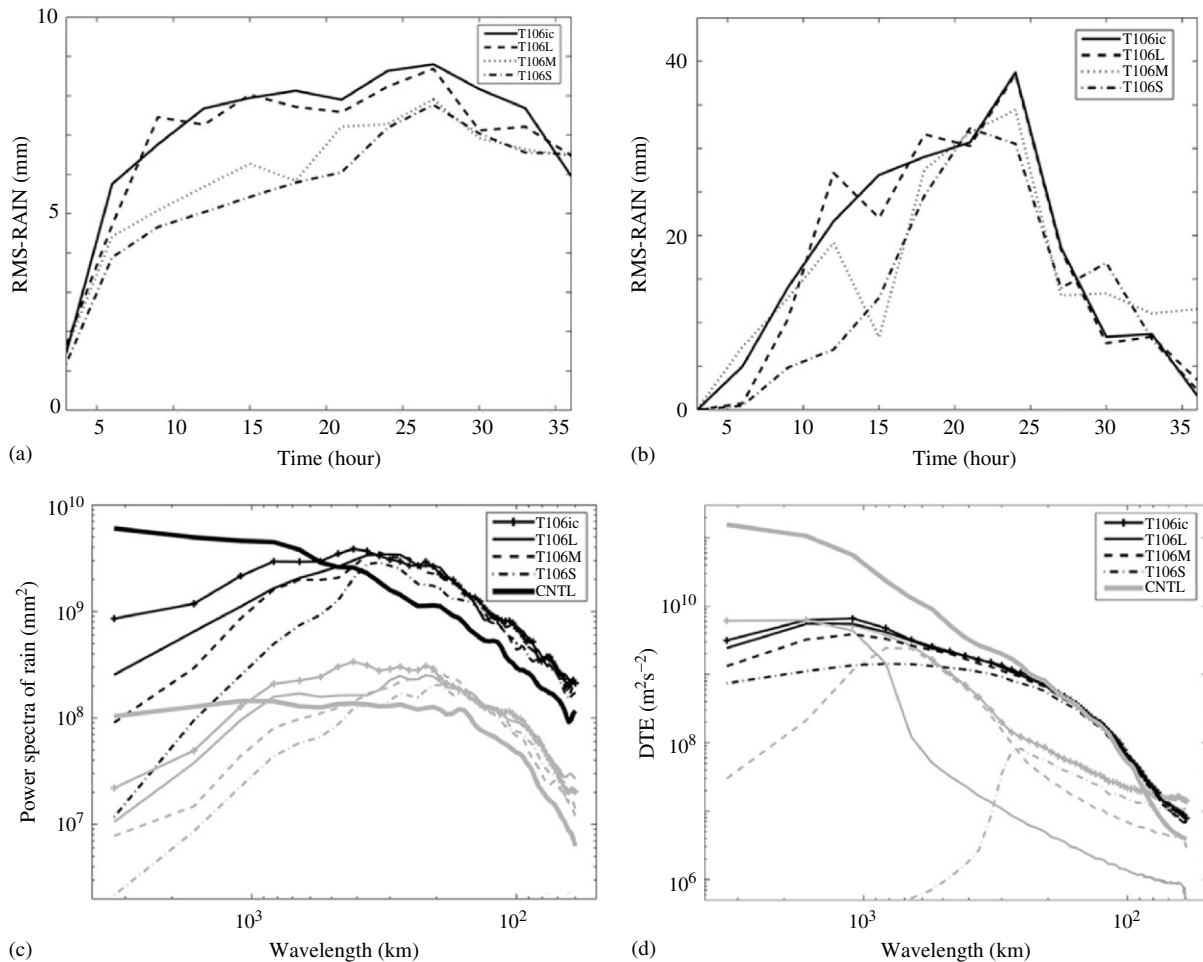 10
5
0
RMS-RAIN (mm)
T106ic
T106L
T106M
T106S
5 10 15 20 25 30 35
(a)
Time (hour)
40
20
0
RMS-RAIN (mm)
T106ic
T106L
T106M
T106S
5 10 15 20 25 30 35
(b)
Time (hour)
10^10
10^9
10^8
10^7
Power spectra of rain (mm²)
T106ic
T106L
T106M
T106S
CNTL
10^3 10^2
(c)
Wavelength (km)
10^10
10^8
10^6
DTE (m²s⁻²)
T106ic
T106L
T106M
T106S
CNTL
10^3 10^2
(d)
Wavelength (km)